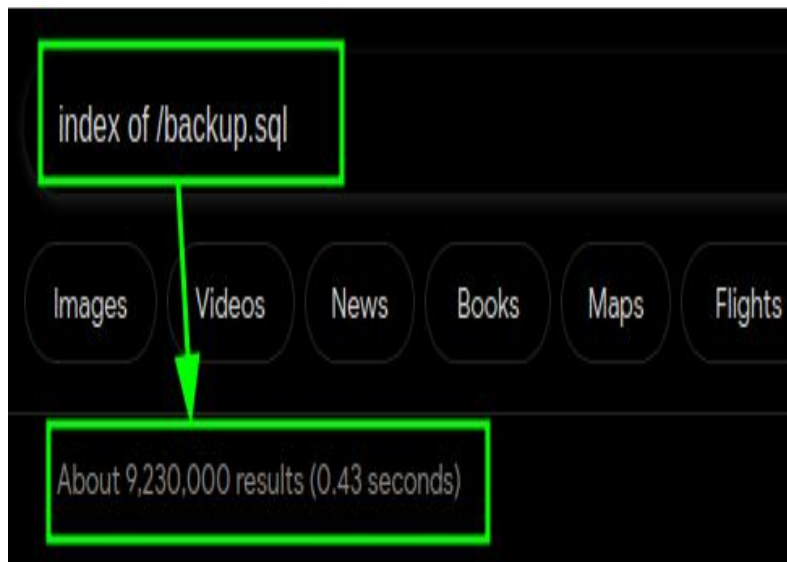 index of /backup.sql
Images Videos News Books Maps Flights
About 9,230,000 results (0.43 seconds)